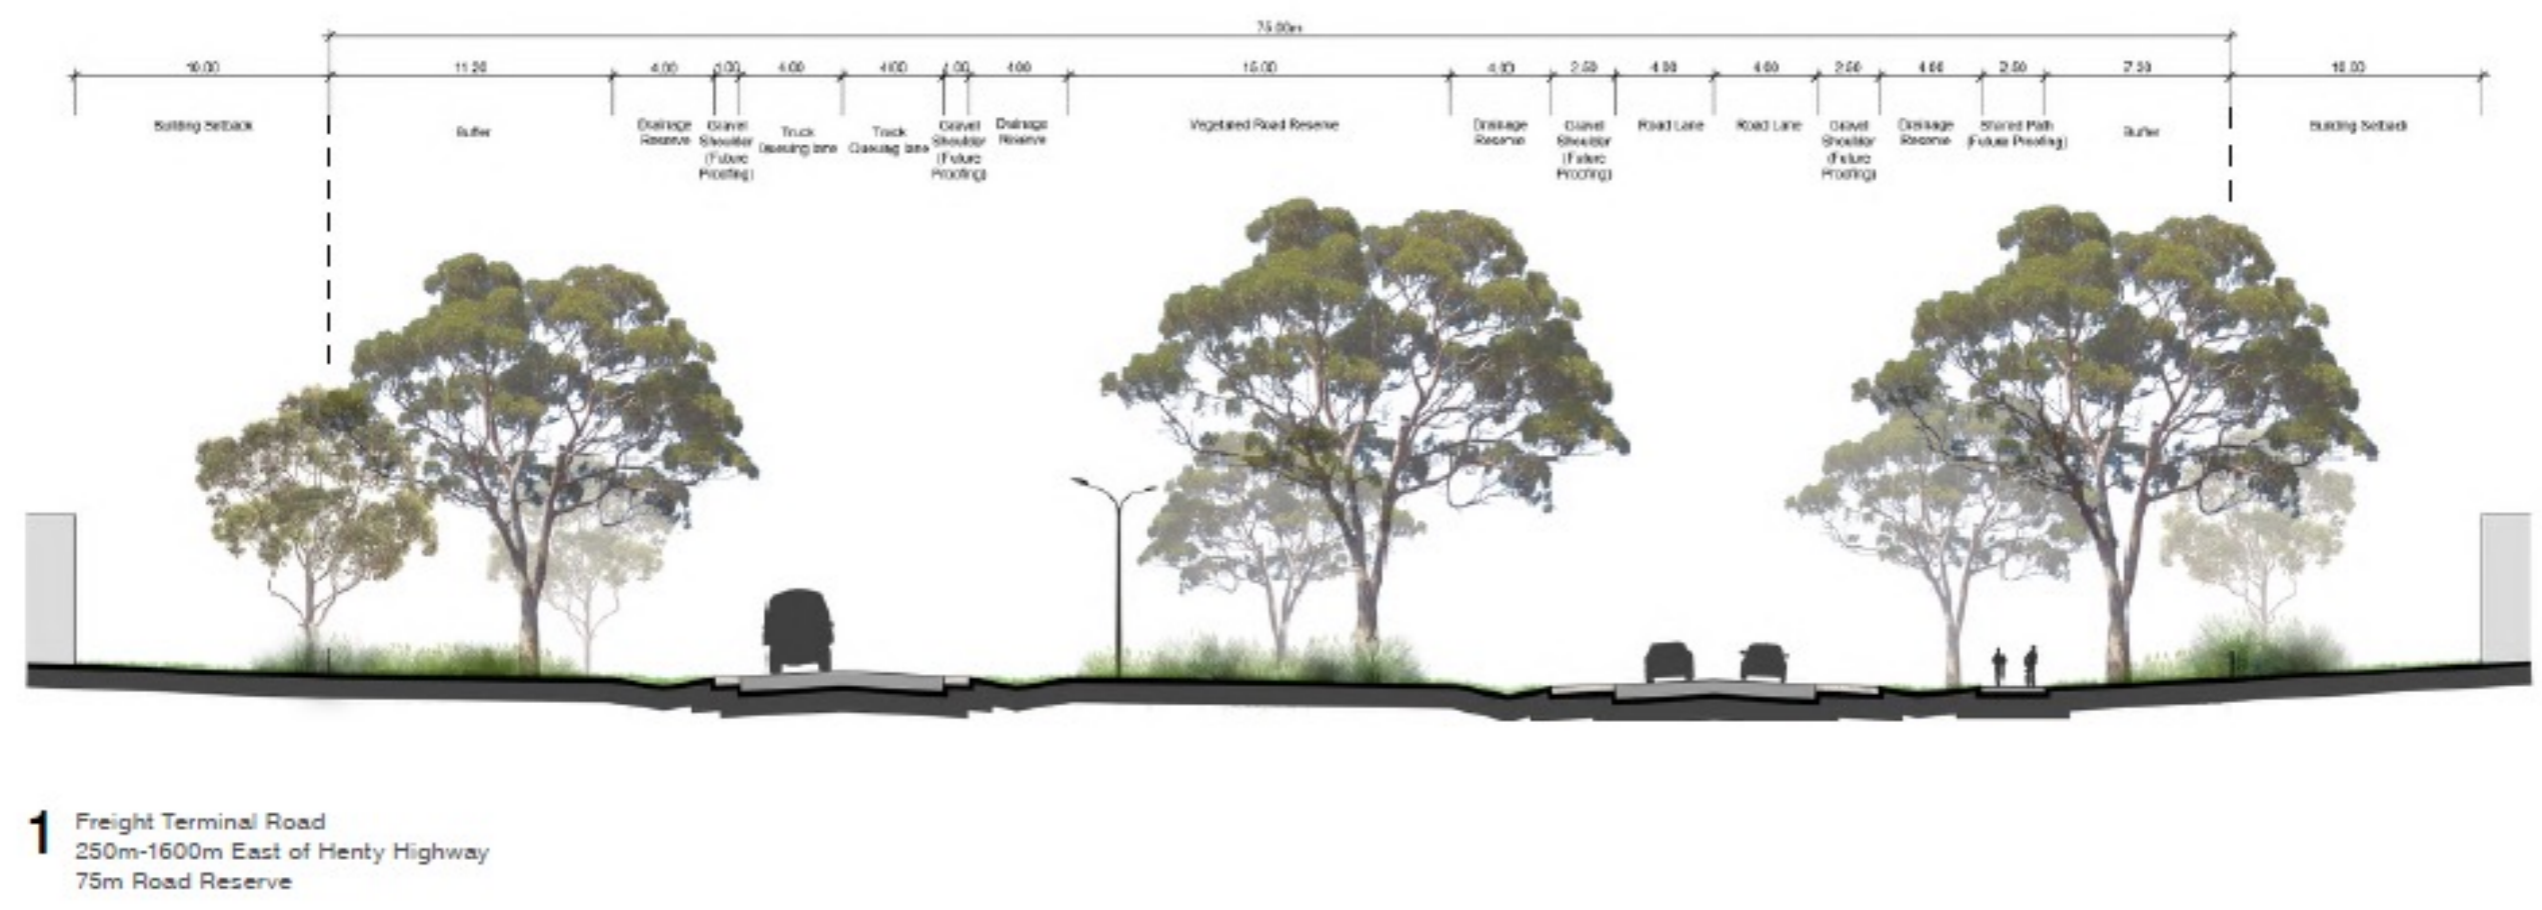 75.00m
10.00 11.20 4.00 1.00 4.00 4.00 1.00 4.00 15.00 4.00 2.50 4.00 4.00 2.50 4.00 2.50 10.00
Building Setback
Buffer
Drainage
Reserve
Gravel
Shoulder
(Future
Proofing)
Truck
Queuing lane
Truck
Queuing lane
Gravel
Shoulder
(Future
Proofing)
Drainage
Reserve
Vegetated Road Reserve
Drainage
Reserve
Gravel
Shoulder
(Future
Proofing)
Road Lane
Road Lane
Gravel
Shoulder
(Future
Proofing)
Drainage
Reserve
Shared Path
(Future Proofing)
Buffer
Building Setback
1
Freight Terminal Road
250m-1600m East of Henty Highway
75m Road Reserve